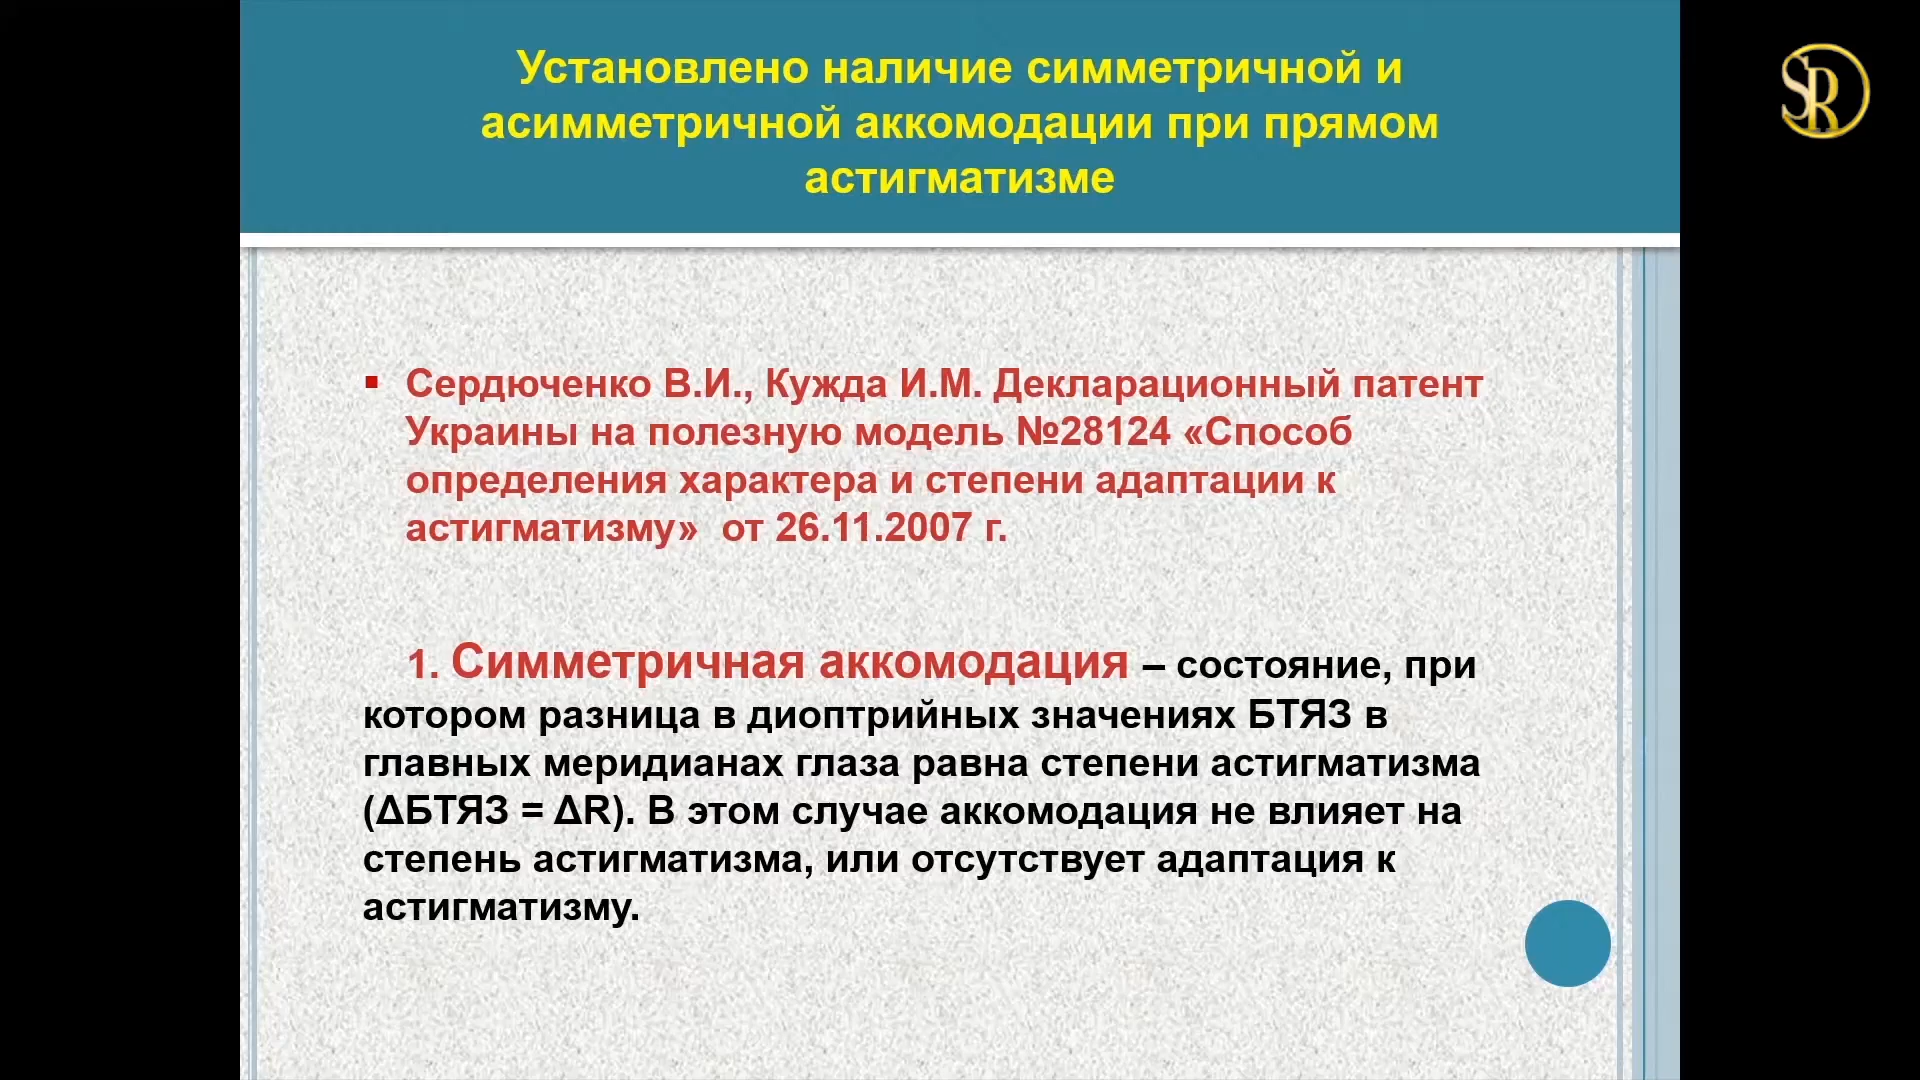 Установлено наличие симметричной и
асимметричной аккомодации при прямом
астигматизме
SR
▪ Сердюченко В.И., Кужда И.М. Декларационный патент
Украины на полезную модель №28124 «Способ
определения характера и степени адаптации к
астигматизму» от 26.11.2007 г.
1. Симметричная аккомодация – состояние, при
котором разница в диоптрийных значениях БТЯЗ в
главных меридианах глаза равна степени астигматизма
(ΔБТЯЗ = ΔR). В этом случае аккомодация не влияет на
степень астигматизма, или отсутствует адаптация к
астигматизму.